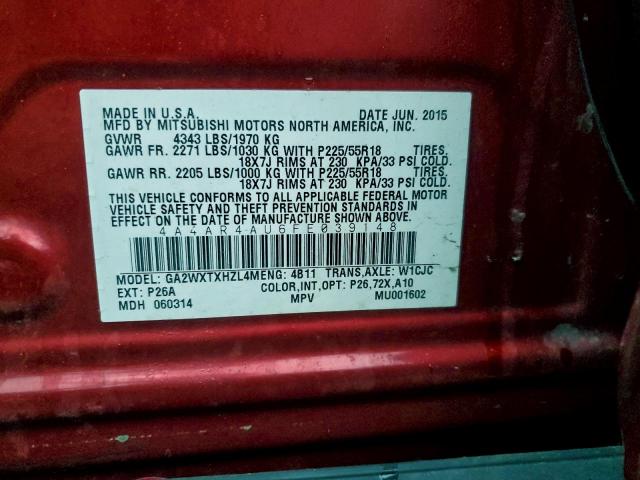 MADE IN U.S.A. DATE JUN. 2015
MFD BY MITSUBISHI MOTORS NORTH AMERICA, INC.
GVWR 4343 LBS/1970 KG
GAWR FR. 2271 LBS/1030 KG WITH P225/55R18 TIRES,
18X7J RIMS AT 230 KPA/33 PSI COLD.
GAWR RR. 2205 LBS/1000 KG WITH P225/55R18 TIRES,
18X7J RIMS AT 230 KPA/33 PSI COLD.
THIS VEHICLE CONFORMS TO ALL APPLICABLE FEDERAL MOTOR
VEHICLE SAFETY AND THEFT PREVENTION STANDARDS IN
EFFECT ON THE DATE OF MANUFACTURE SHOWN ABOVE.
4A4AR4AU6FE039148
MODEL: GA2WXTXHZL4MENG: 4B11 TRANS,AXLE: W1CJC
EXT: P26A COLOR,INT,OPT: P26,72X,A10
MDH 060314 MPV MU001602